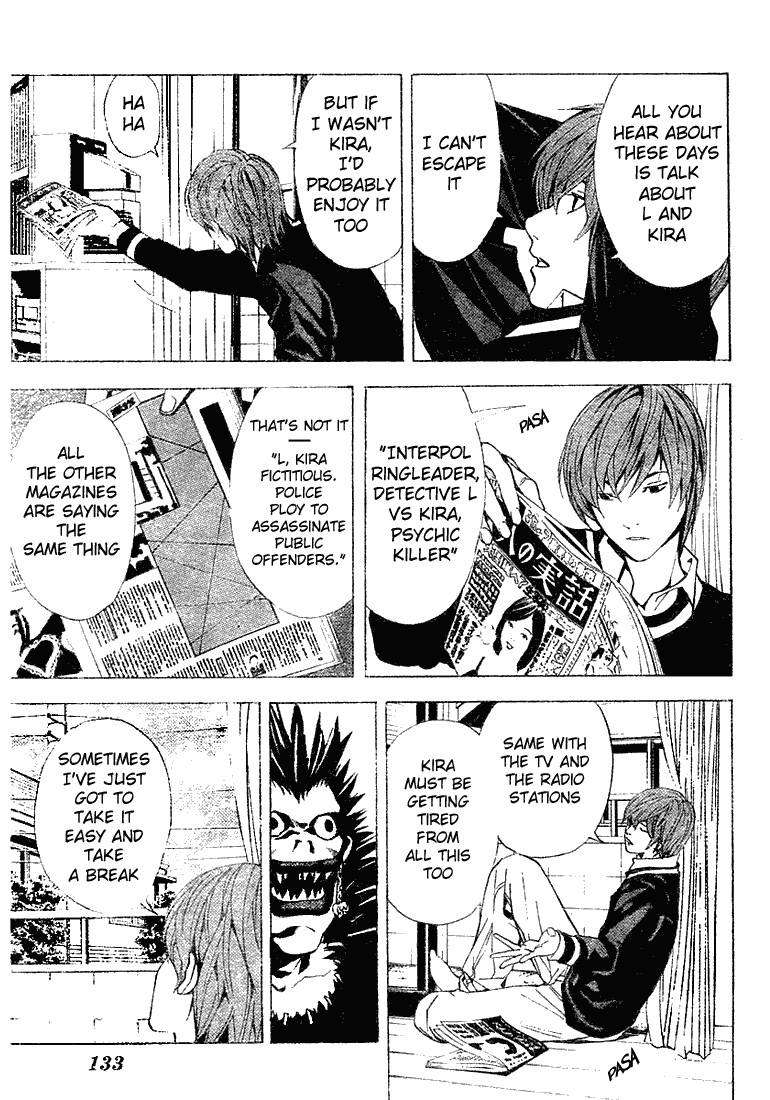 ALL YOU
HEAR ABOUT
THESE DAYS
IS TALK
ABOUT
L AND
KIRA
I CAN'T
ESCAPE
IT
BUT IF
I WASN'T
KIRA,
I'D
PROBABLY
ENJOY IT
TOO
HA
HA
PASA
PASA
"INTERPOL
RINGLEADER,
DETECTIVE L
VS KIRA,
PSYCHIC
KILLER"
の実話
THAT'S NOT IT
—
"L, KIRA
FICTITIOUS.
POLICE
PLOY TO
ASSASSINATE
PUBLIC
OFFENDERS."
ALL
THE OTHER
MAGAZINES
ARE SAYING
THE
SAME THING
SAME WITH
THE TV AND
THE RADIO
STATIONS
KIRA
MUST BE
GETTING
TIRED
FROM
ALL THIS
TOO
PASA
SOMETIMES
I'VE JUST
GOT TO
TAKE IT
EASY AND
TAKE
A BREAK
133